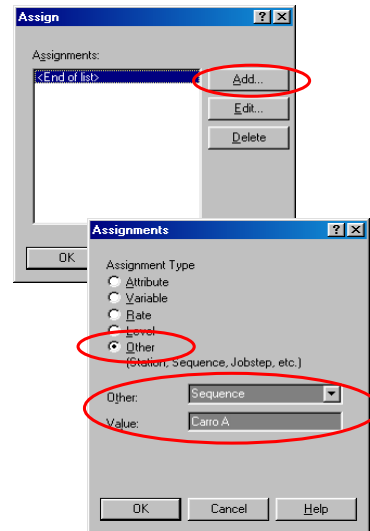 Assign
Assignments:
<End of list>
Add...
Edit...
Delete
OK
Assignments
Assignment Type
Attribute
Variable
Rate
Level
Other
(Station, Sequence, Jobstep, etc.)
Other: Sequence
Value: Carro A
OK Cancel Help